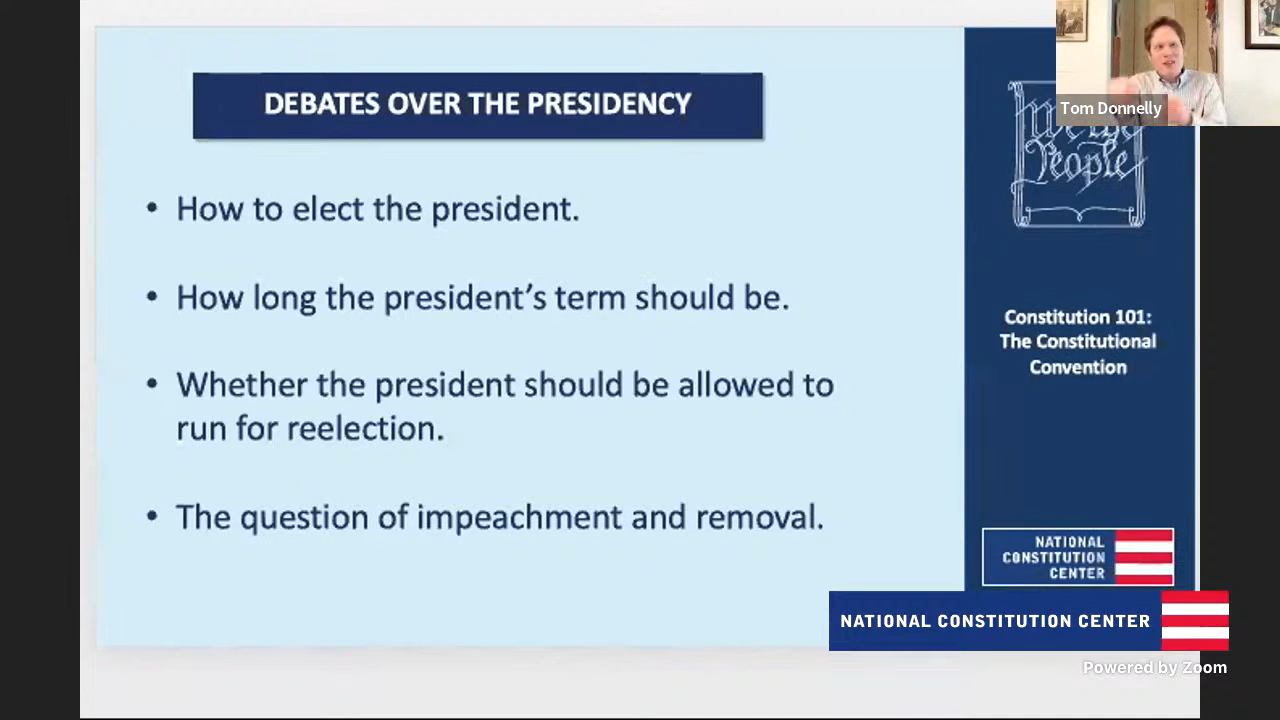 DEBATES OVER THE PRESIDENCY
• How to elect the president.
• How long the president's term should be.
• Whether the president should be allowed to
run for reelection.
• The question of impeachment and removal.
Tom Donnelly
We the
People
Constitution 101:
The Constitutional
Convention
NATIONAL
CONSTITUTION
CENTER
NATIONAL CONSTITUTION CENTER
Powered by Zoom